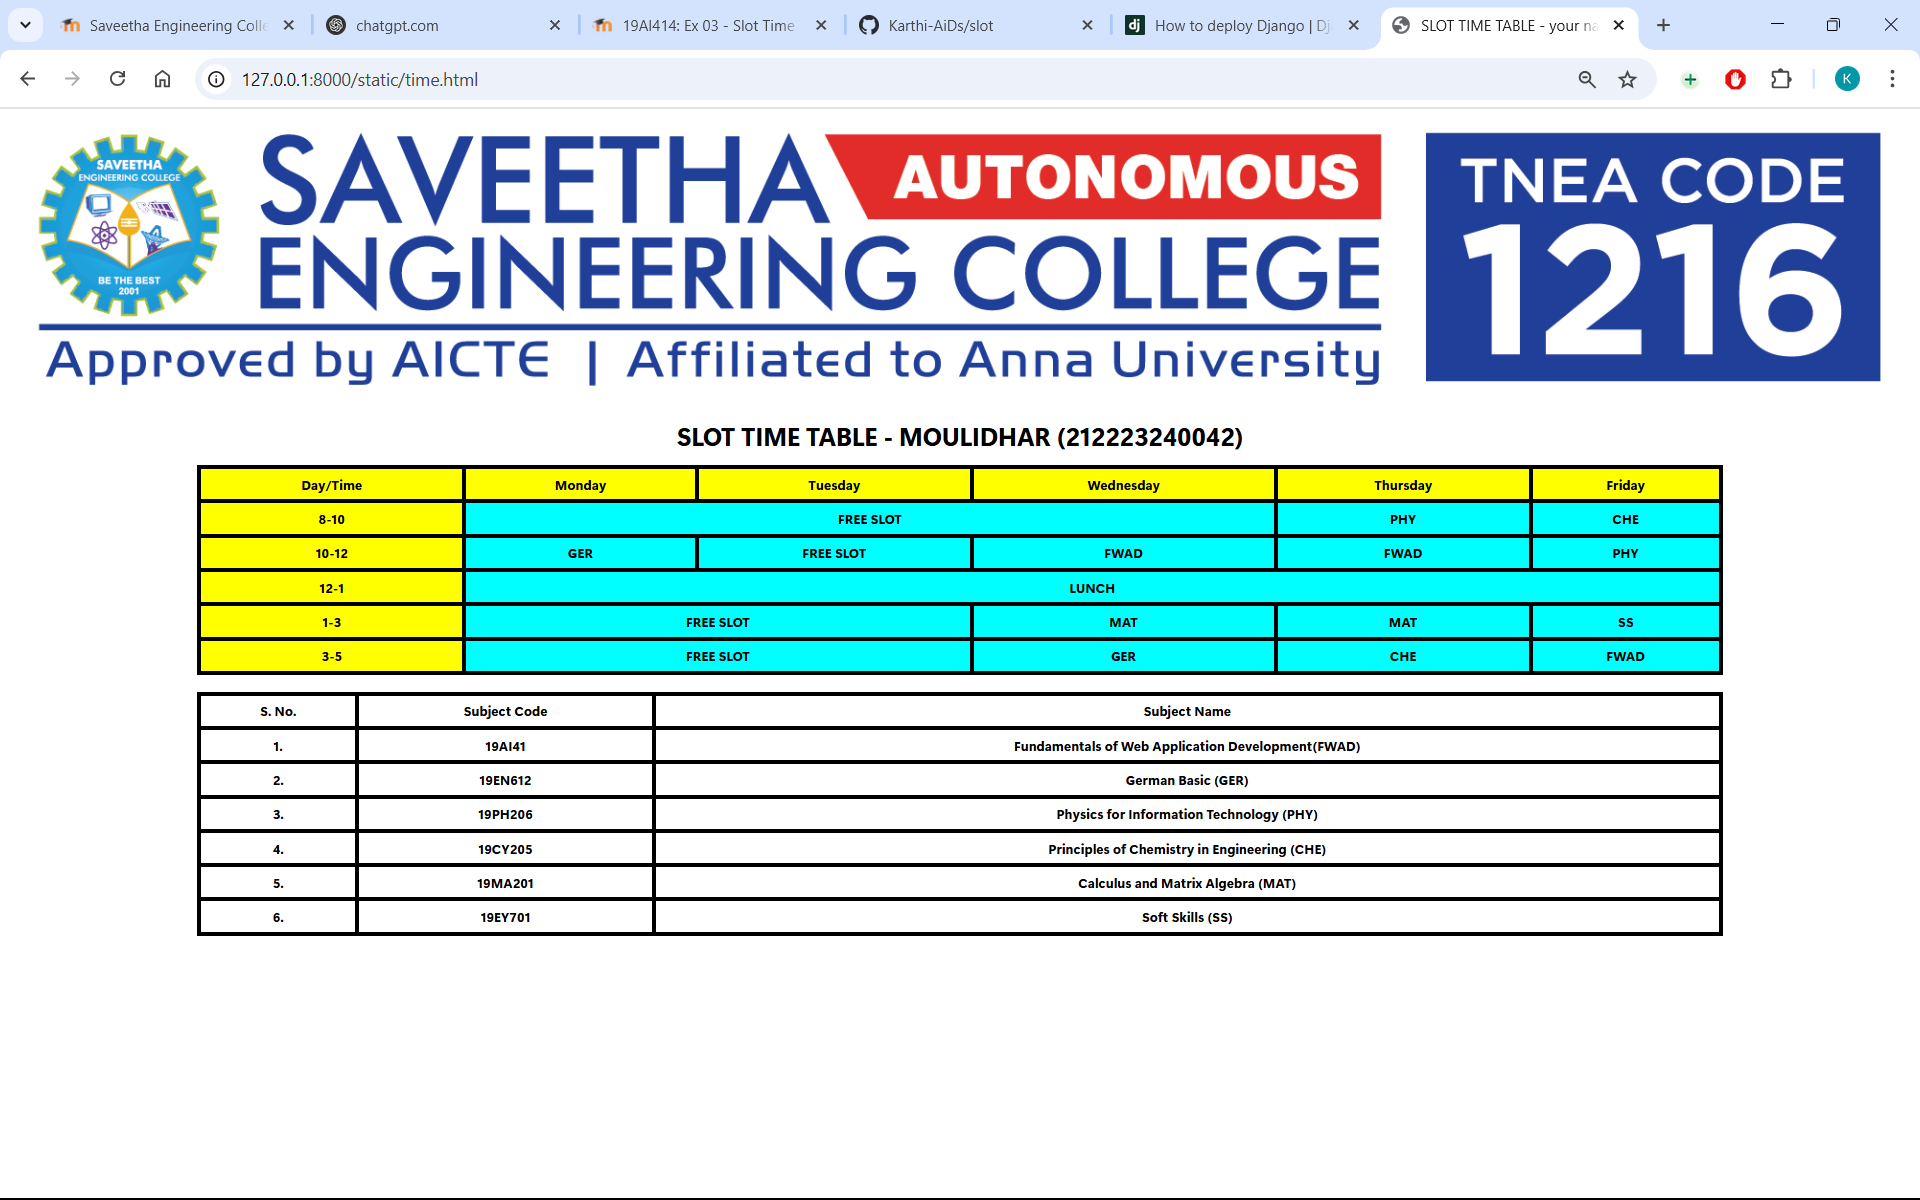 Saveetha Engineering Colle
chatgpt.com
19AI414: Ex 03 - Slot Time
Karthi-AiDs/slot
How to deploy Django | Dj
SLOT TIME TABLE - your na
127.0.0.1:8000/static/time.html
K
SAVEETHA
ENGINEERING COLLEGE
BE THE BEST
2001
SAVEETHA AUTONOMOUS
ENGINEERING COLLEGE
Approved by AICTE | Affiliated to Anna University
TNEA CODE
1216
SLOT TIME TABLE - MOULIDHAR (212223240042)
Day/Time Monday Tuesday Wednesday Thursday Friday
8-10 FREE SLOT PHY CHE
10-12 GER FREE SLOT FWAD FWAD PHY
12-1 LUNCH
1-3 FREE SLOT MAT MAT SS
3-5 FREE SLOT GER CHE FWAD
S. No. Subject Code Subject Name
1. 19AI41 Fundamentals of Web Application Development(FWAD)
2. 19EN612 German Basic (GER)
3. 19PH206 Physics for Information Technology (PHY)
4. 19CY205 Principles of Chemistry in Engineering (CHE)
5. 19MA201 Calculus and Matrix Algebra (MAT)
6. 19EY701 Soft Skills (SS)